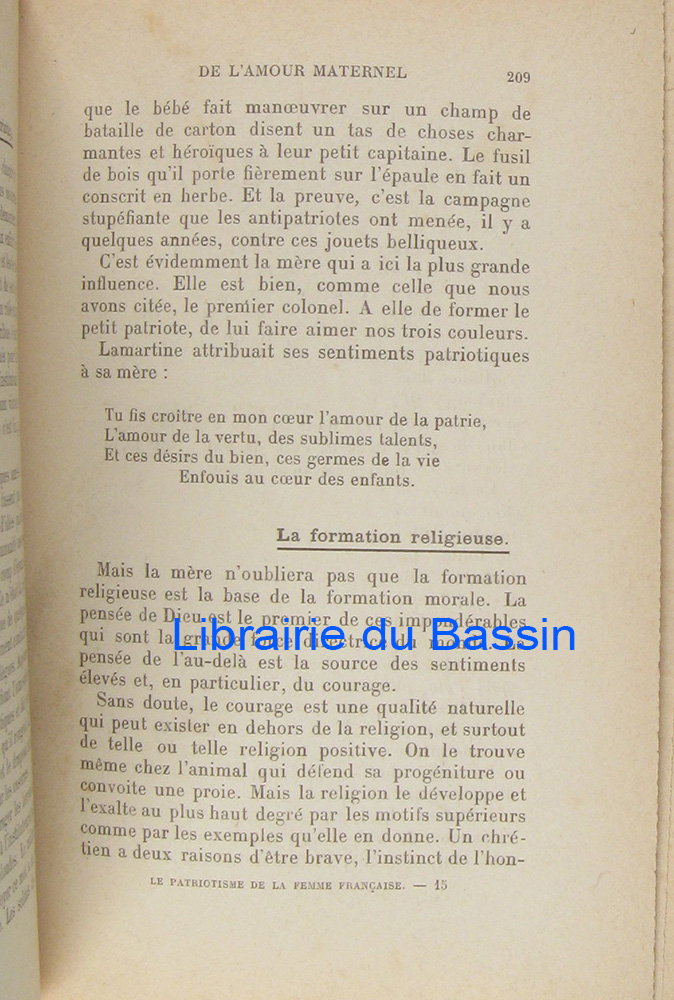 DE L'AMOUR MATERNEL
209
que le bébé fait manœuvrer sur un champ de
bataille de carton disent un tas de choses char-
mantes et héroïques à leur petit capitaine. Le fusil
de bois qu'il porte fièrement sur l'épaule en fait un
conscrit en herbe. Et la preuve, c'est la campagne
stupéfiante que les antipatriotes ont menée, il y a
quelques années, contre ces jouets belliqueux.
C'est évidemment la mère qui a ici la plus grande
influence. Elle est bien, comme celle que nous
avons citée, le premier colonel. A elle de former le
petit patriote, de lui faire aimer nos trois couleurs.
Lamartine attribuait ses sentiments patriotiques
à sa mère :
Tu fis croître en mon cœur l'amour de la patrie,
L'amour de la vertu, des sublimes talents,
Et ces désirs du bien, ces germes de la vie
Enfouis au cœur des enfants.
La formation religieuse.
Mais la mère n'oubliera pas que la formation
religieuse est la base de la formation morale. La
pensée de Dieu est le premier de ces impondérables
qui sont la grande force directrice du monde. La
Librairie du Bassin
pensée de l'au-delà est la source des sentiments
élevés et, en particulier, du courage.
Sans doute, le courage est une qualité naturelle
qui peut exister en dehors de la religion, et surtout
de telle ou telle religion positive. On le trouve
même chez l'animal qui défend sa progéniture ou
convoite une proie. Mais la religion le développe et
l'exalte au plus haut degré par les motifs supérieurs
comme par les exemples qu'elle en donne. Un chré-
tien a deux raisons d'être brave, l'instinct de l'hon-
LE PATRIOTISME DE LA FEMME FRANÇAISE. — 15